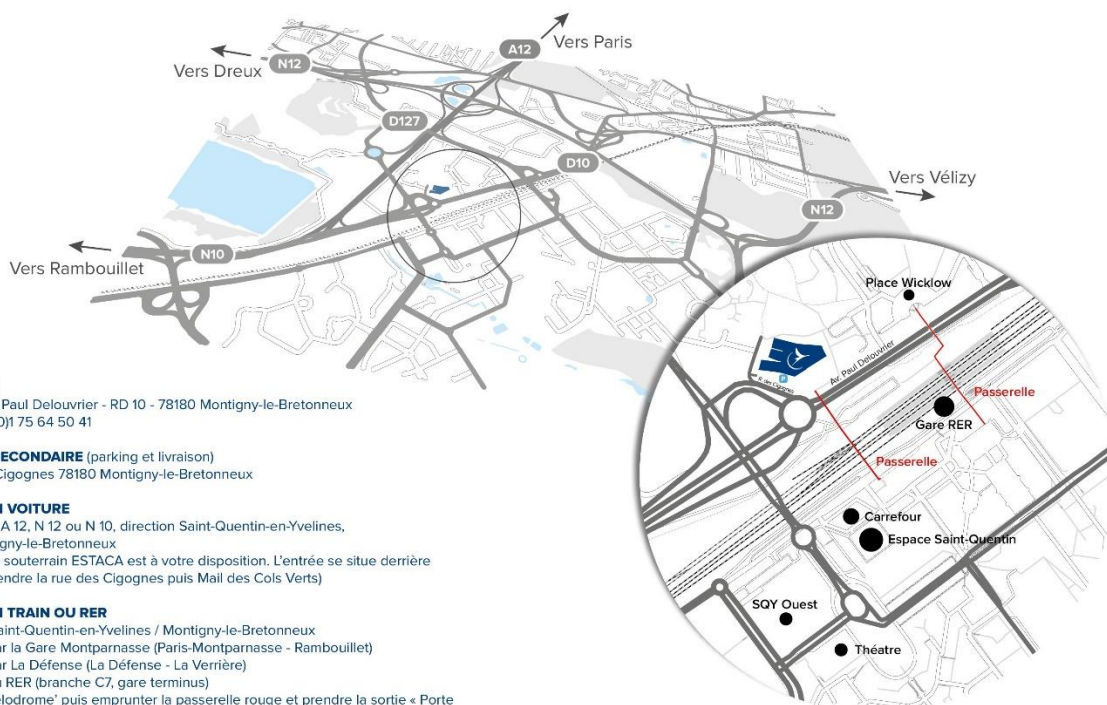 Vers Paris
A12
Vers Dreux
N12
D127
D10
Vers Vélizy
N12
N10
Vers Rambouillet
Place Wicklow
Av. Paul Delouvrier
R. des Cigognes
P
Passerelle
Gare RER
Passerelle
Carrefour
Espace Saint-Quentin
SQY Ouest
Théatre
Paul Delouvrier - RD 10 - 78180 Montigny-le-Bretonneux
)1 75 64 50 41
ECONDAIRE (parking et livraison)
Cigognes 78180 Montigny-le-Bretonneux
VOITURE
A 12, N 12 ou N 10, direction Saint-Quentin-en-Yvelines,
gny-le-Bretonneux
souterrain ESTACA est à votre disposition. L'entrée se situe derrière
endre la rue des Cigognes puis Mail des Cols Verts)
TRAIN OU RER
aint-Quentin-en-Yvelines / Montigny-le-Bretonneux
ar la Gare Montparnasse (Paris-Montparnasse - Rambouillet)
ar La Défense (La Défense - La Verrière)
RER (branche C7, gare terminus)
élodrome' puis emprunter la passerelle rouge et prendre la sortie « Porte